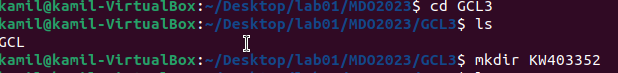 kamil@kamil-VirtualBox:~/Desktop/lab01/MDO2023$ cd GCL3
kamil@kamil-VirtualBox:~/Desktop/lab01/MDO2023/GCL3$ ls
GCL
kamil@kamil-VirtualBox:~/Desktop/lab01/MDO2023/GCL3$ mkdir KW403352